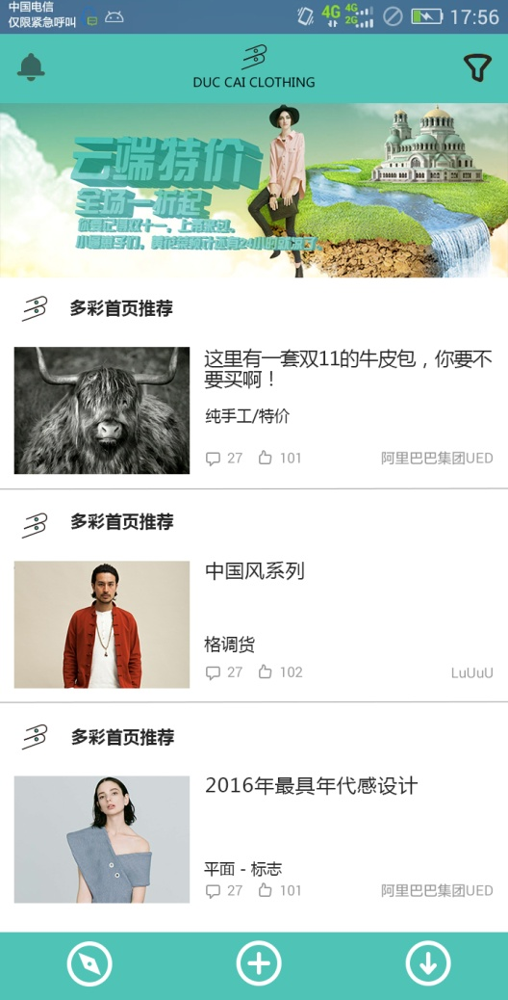 中国电信
仅限紧急呼叫
4G
4G
2G
17:56
DUC CAI CLOTHING
云端特价
全场一折起
多彩首页推荐
这里有一套双11的牛皮包，你要不
要买啊！
纯手工/特价
27 101 阿里巴巴集团UED
多彩首页推荐
中国风系列
格调货
27 102 LuUuU
多彩首页推荐
2016年最具年代感设计
平面 - 标志
27 101 阿里巴巴集团UED